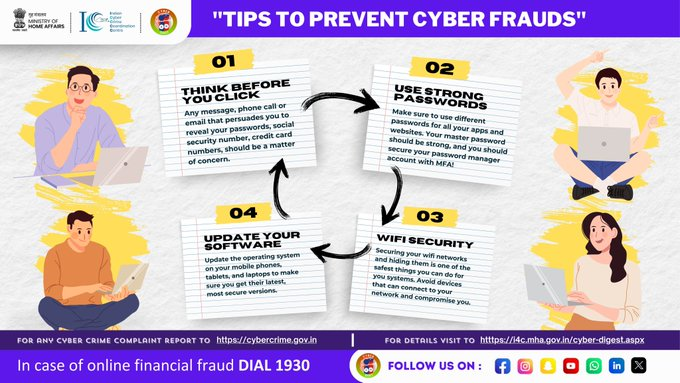 MINISTRY OF
HOME AFFAIRS
Indian
Cyber
Crime
Coordination
Centre
"TIPS TO PREVENT CYBER FRAUDS"
01
THINK BEFORE
YOU CLICK
Any message, phone call or
email that persuades you to
reveal your passwords, social
security number, credit card
numbers, should be a matter
of concern.
02
USE STRONG
PASSWORDS
Make sure to use different
passwords for all your apps and
websites. Your master password
should be strong, and you should
secure your password manager
account with MFA!
04
UPDATE YOUR
SOFTWARE
Update the operating system
on your mobile phones,
tablets, and laptops to make
sure you get their latest,
most secure versions.
03
WIFI SECURITY
Securing your wifi networks
and hiding them is one of the
safest things you can do for
you systems. Avoid devices
that can connect to your
network and compromise you.
FOR ANY CYBER CRIME COMPLAINT REPORT TO https://cybercrime.gov.in
FOR DETAILS VISIT TO htttps://i4c.mha.gov.in/cyber-digest.aspx
In case of online financial fraud DIAL 1930
FOLLOW US ON :